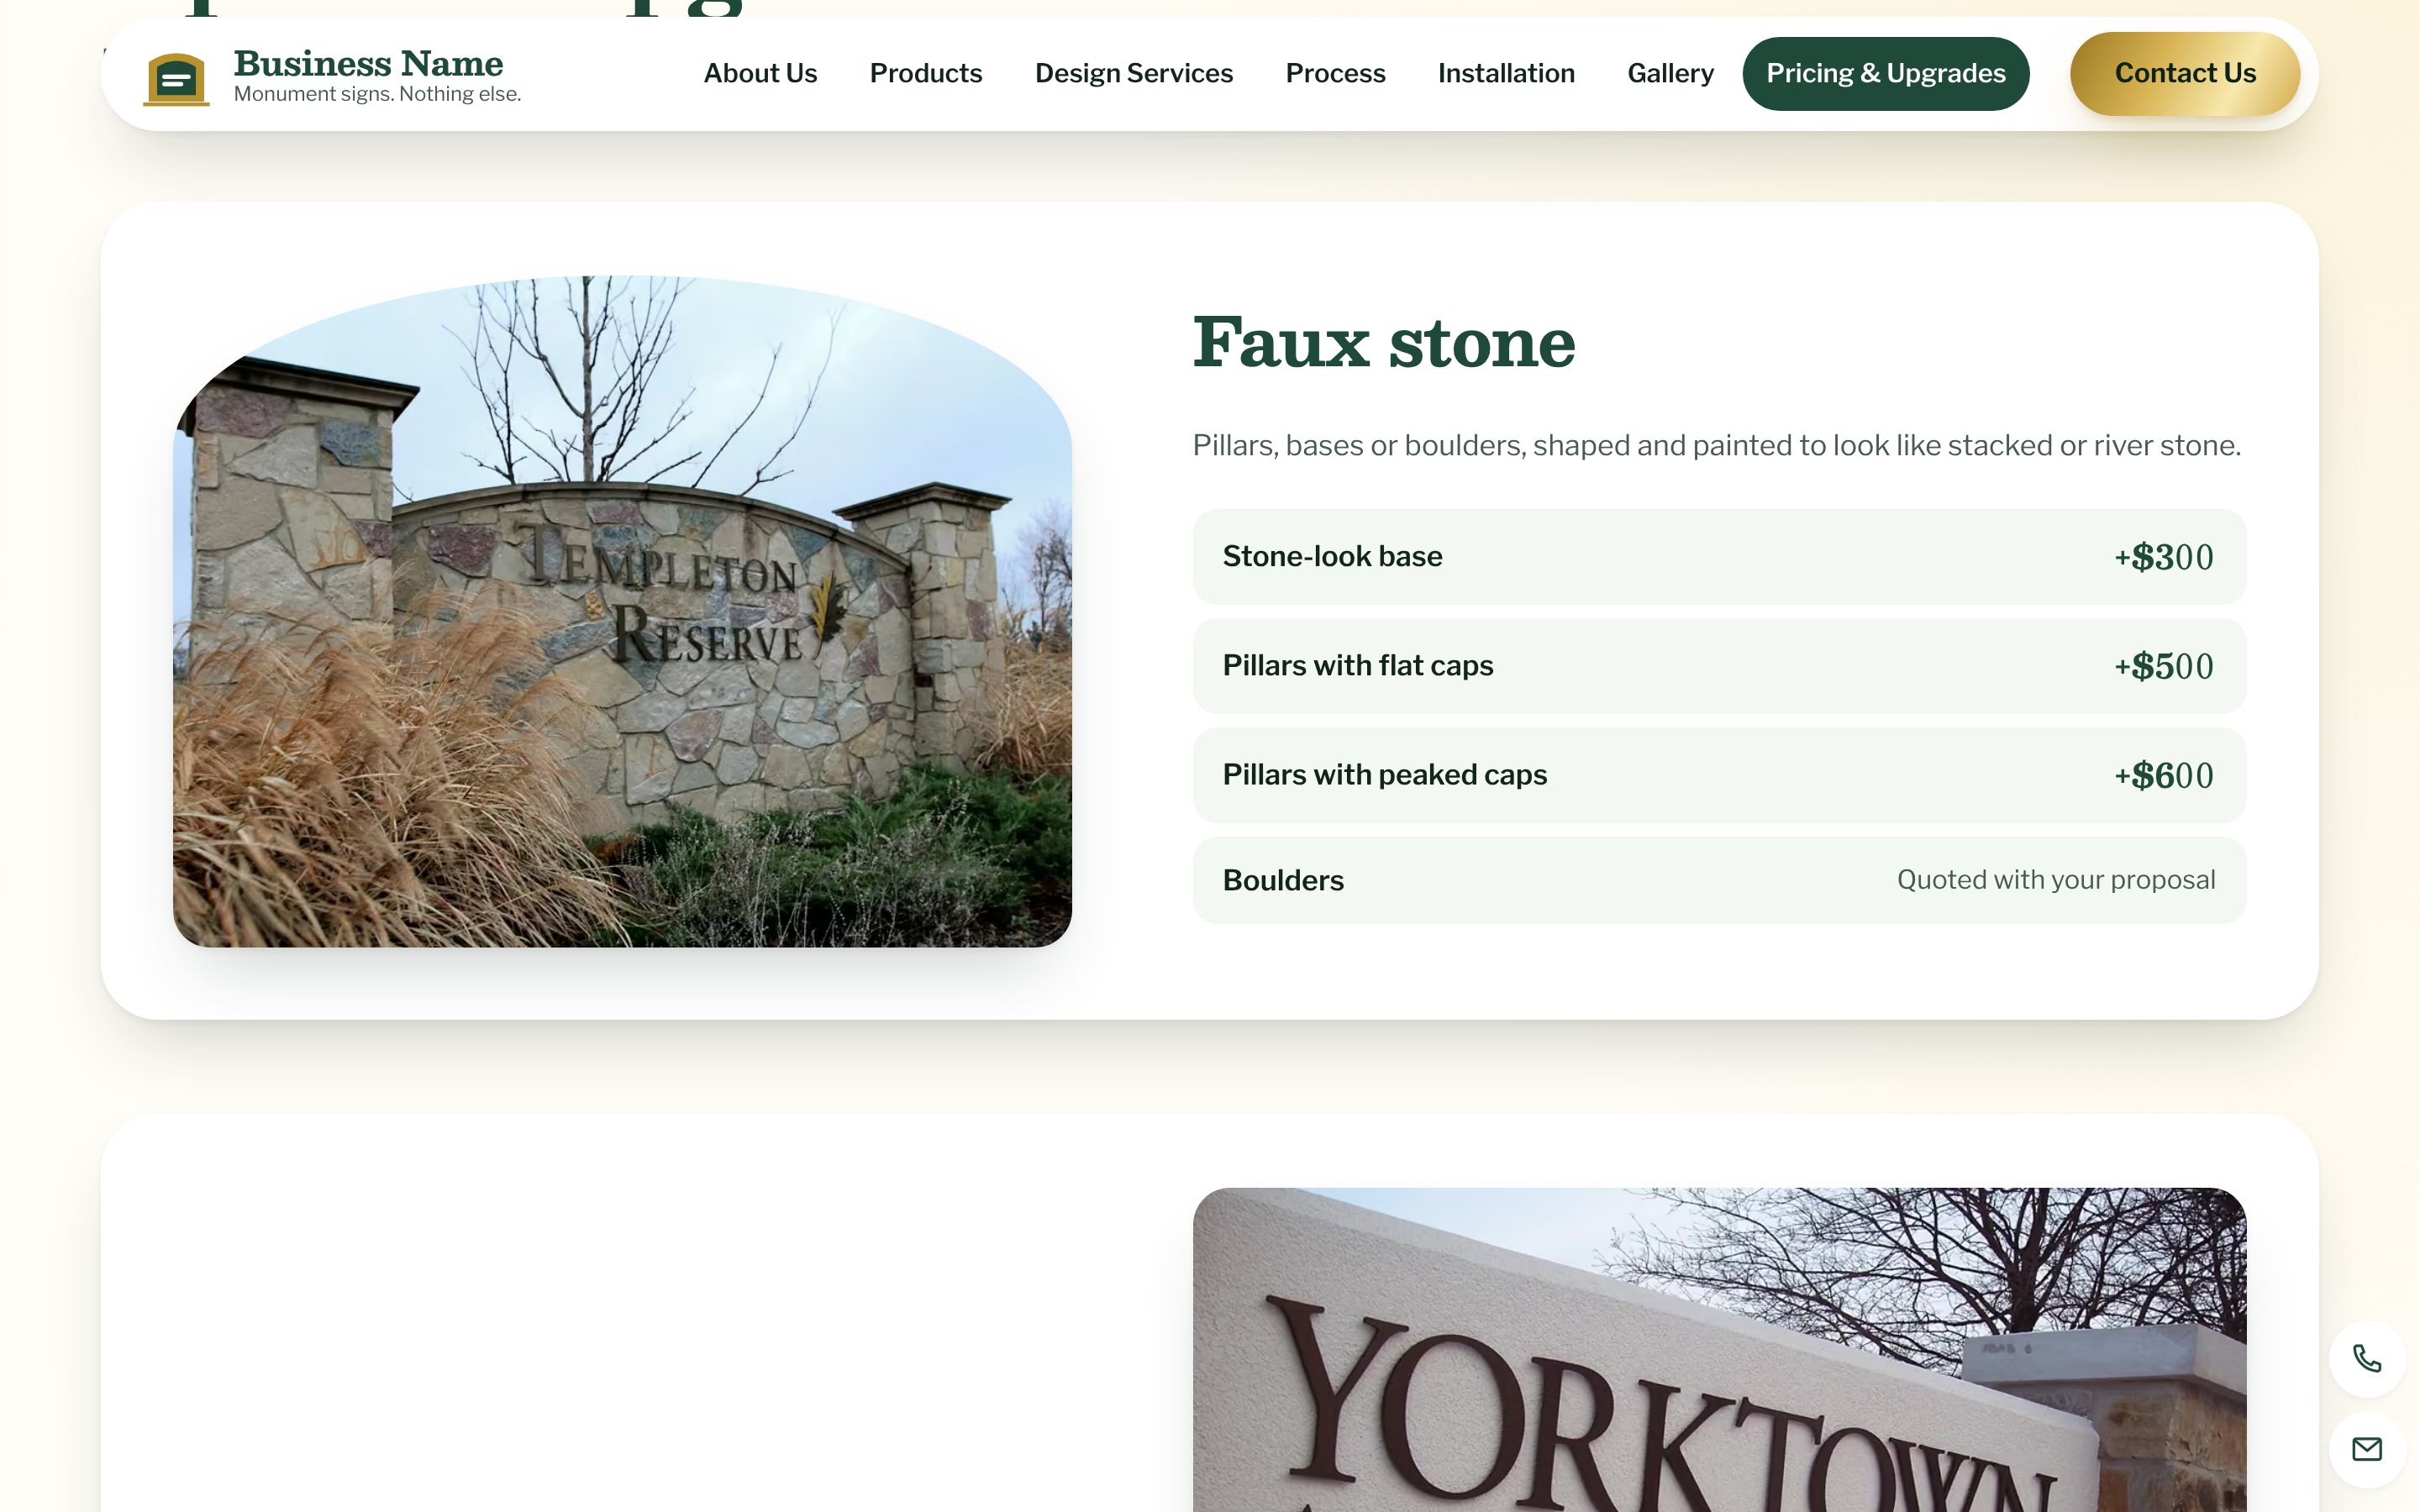 Business Name
Monument signs. Nothing else.
About Us
Products
Design Services
Process
Installation
Gallery
Pricing & Upgrades
Contact Us
TEMPLETON
RESERVE
Faux stone
Pillars, bases or boulders, shaped and painted to look like stacked or river stone.
Stone-look base +$300
Pillars with flat caps +$500
Pillars with peaked caps +$600
Boulders Quoted with your proposal
YORKTOWN